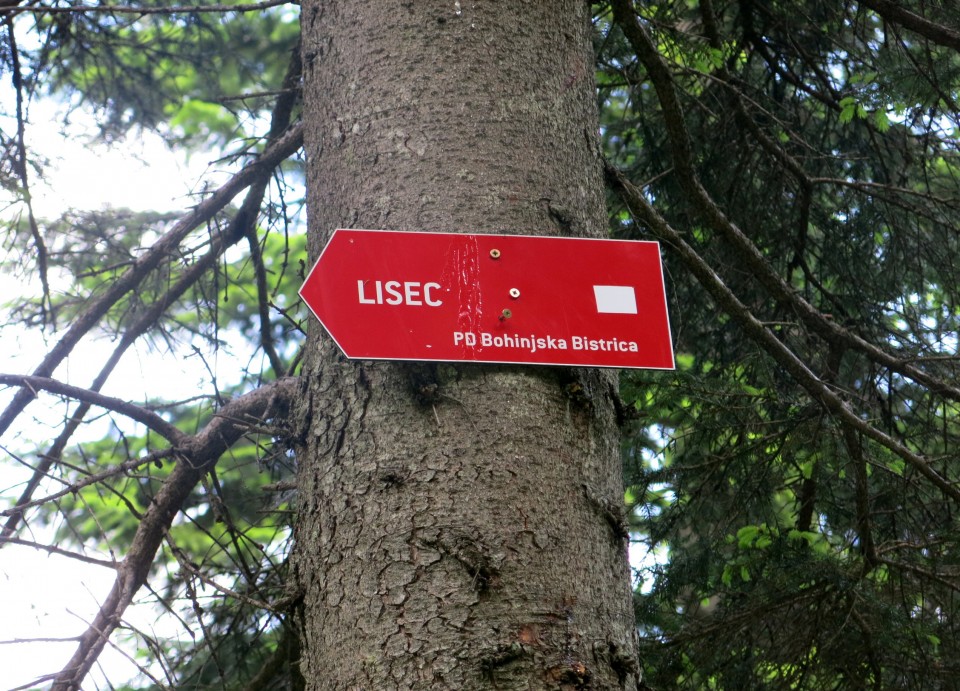 LISEC
PD Bohinjska Bistrica